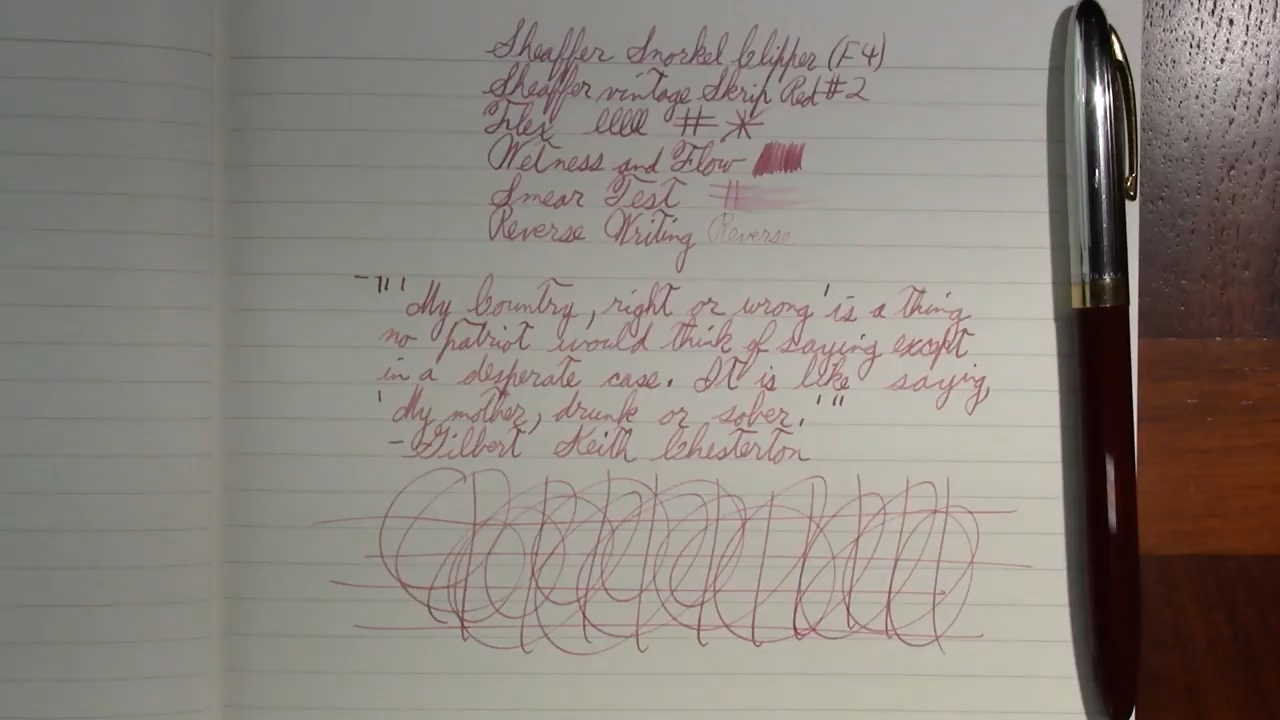 Sheaffer Snorkel Clipper (F4)
Sheaffer vintage Skrip Red #2
Flex llll # *
Wetness and Flow
Smear Test
Reverse Writing Reverse
"'My Country, right or wrong' is a thing
no patriot would think of saying except
in a desperate case. It is like saying,
'My mother, drunk or sober.'"
- Gilbert Keith Chesterton